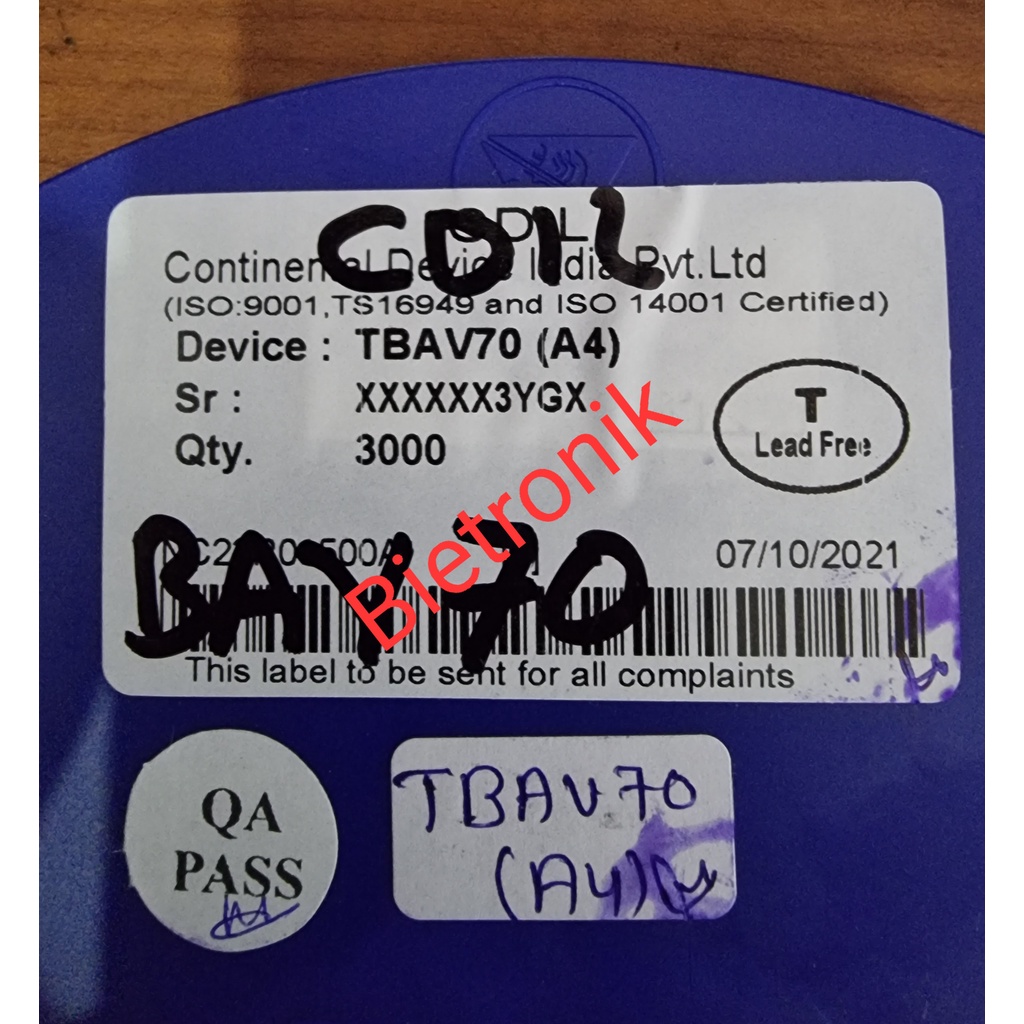 CDIL
Continental Device India Pvt.Ltd
(ISO:9001,TS16949 and ISO 14001 Certified)
Device : TBAV70 (A4)
Sr : XXXXXX3YGX
Qty. 3000
T
Lead Free
Bietronik
07/10/2021
BAV 70
This label to be sent for all complaints
QA
PASS
TBAV70
(A4)